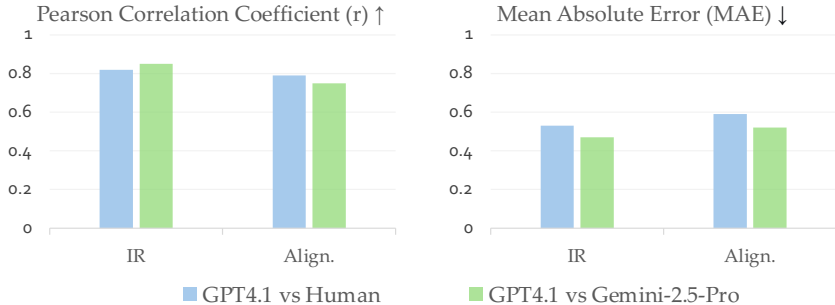 Pearson Correlation Coefficient (r) ↑
1
0.8
0.6
0.4
0.2
0
IR
Align.
Mean Absolute Error (MAE) ↓
1
0.8
0.6
0.4
0.2
0
IR
Align.
GPT4.1 vs Human
GPT4.1 vs Gemini-2.5-Pro